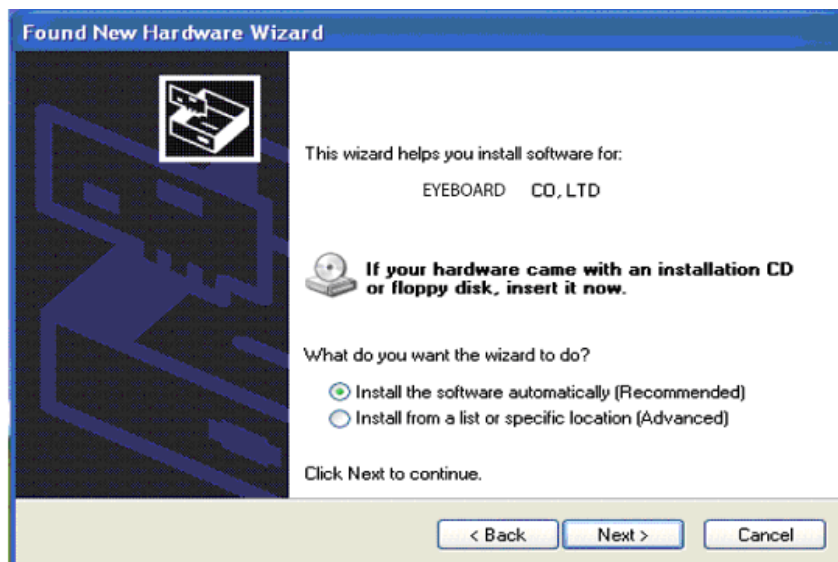 Found New Hardware Wizard
This wizard helps you install software for:
EYEBOARD CO,LTD
If your hardware came with an installation CD
or floppy disk, insert it now.
What do you want the wizard to do?
Install the software automatically (Recommended)
Install from a list or specific location (Advanced)
Click Next to continue.
< Back Next > Cancel